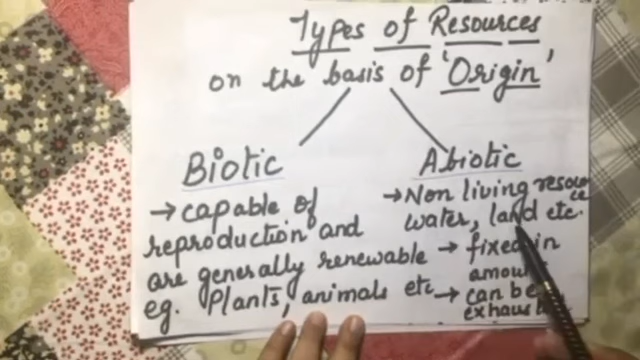 Types of Resources
on the basis of 'Origin'
Biotic
→ capable of
reproduction and
are generally renewable
eg. Plants, animals etc
Abiotic
→ Non living resource
water, land etc.
→ fixed in
amount
→ can be